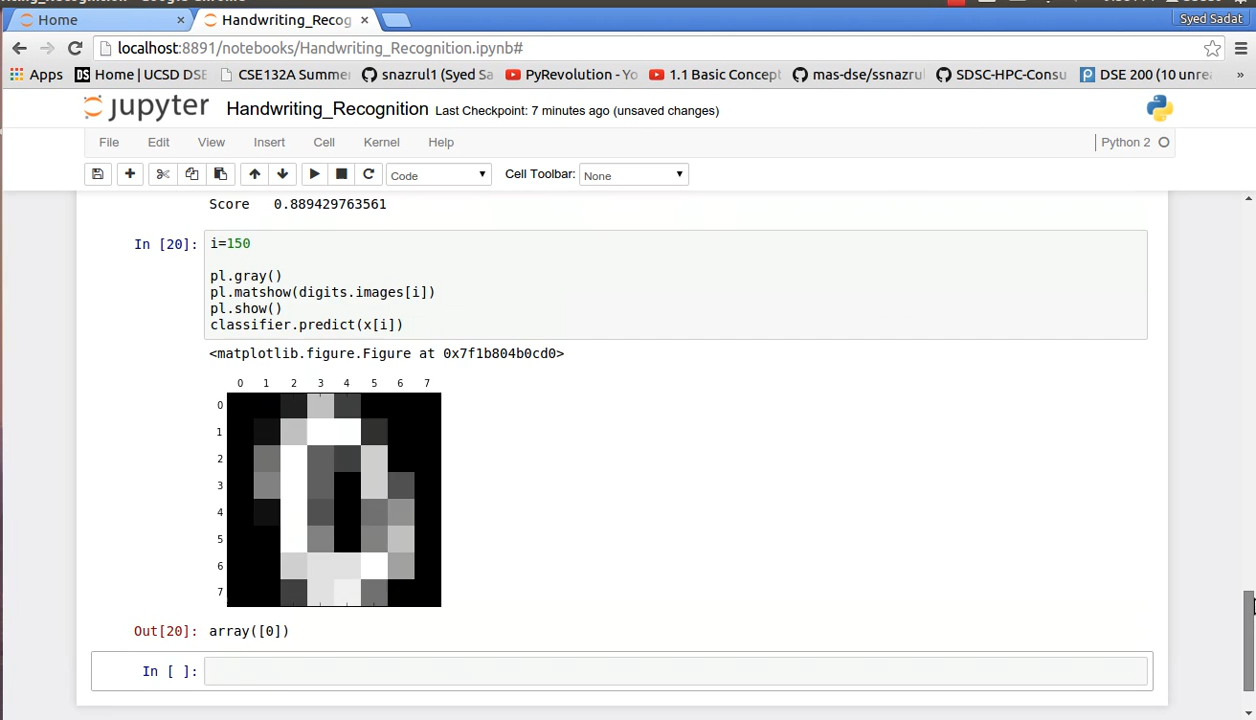 Home × Handwriting_Recog ×
Syed Sadat
localhost:8891/notebooks/Handwriting_Recognition.ipynb#
Apps DS Home | UCSD DSE CSE132A Summer snazrul1 (Syed Sa PyRevolution - Yo 1.1 Basic Concept mas-dse/ssnazrul SDSC-HPC-Consu DSE 200 (10 unre »
jupyter Handwriting_Recognition Last Checkpoint: 7 minutes ago (unsaved changes)
File Edit View Insert Cell Kernel Help Python 2
Code Cell Toolbar: None
Score 0.889429763561
In [20]: i=150
pl.gray()
pl.matshow(digits.images[i])
pl.show()
classifier.predict(x[i])
<matplotlib.figure.Figure at 0x7f1b804b0cd0>
0 1 2 3 4 5 6 7
0
1
2
3
4
5
6
7
Out[20]: array([0])
In [ ]: